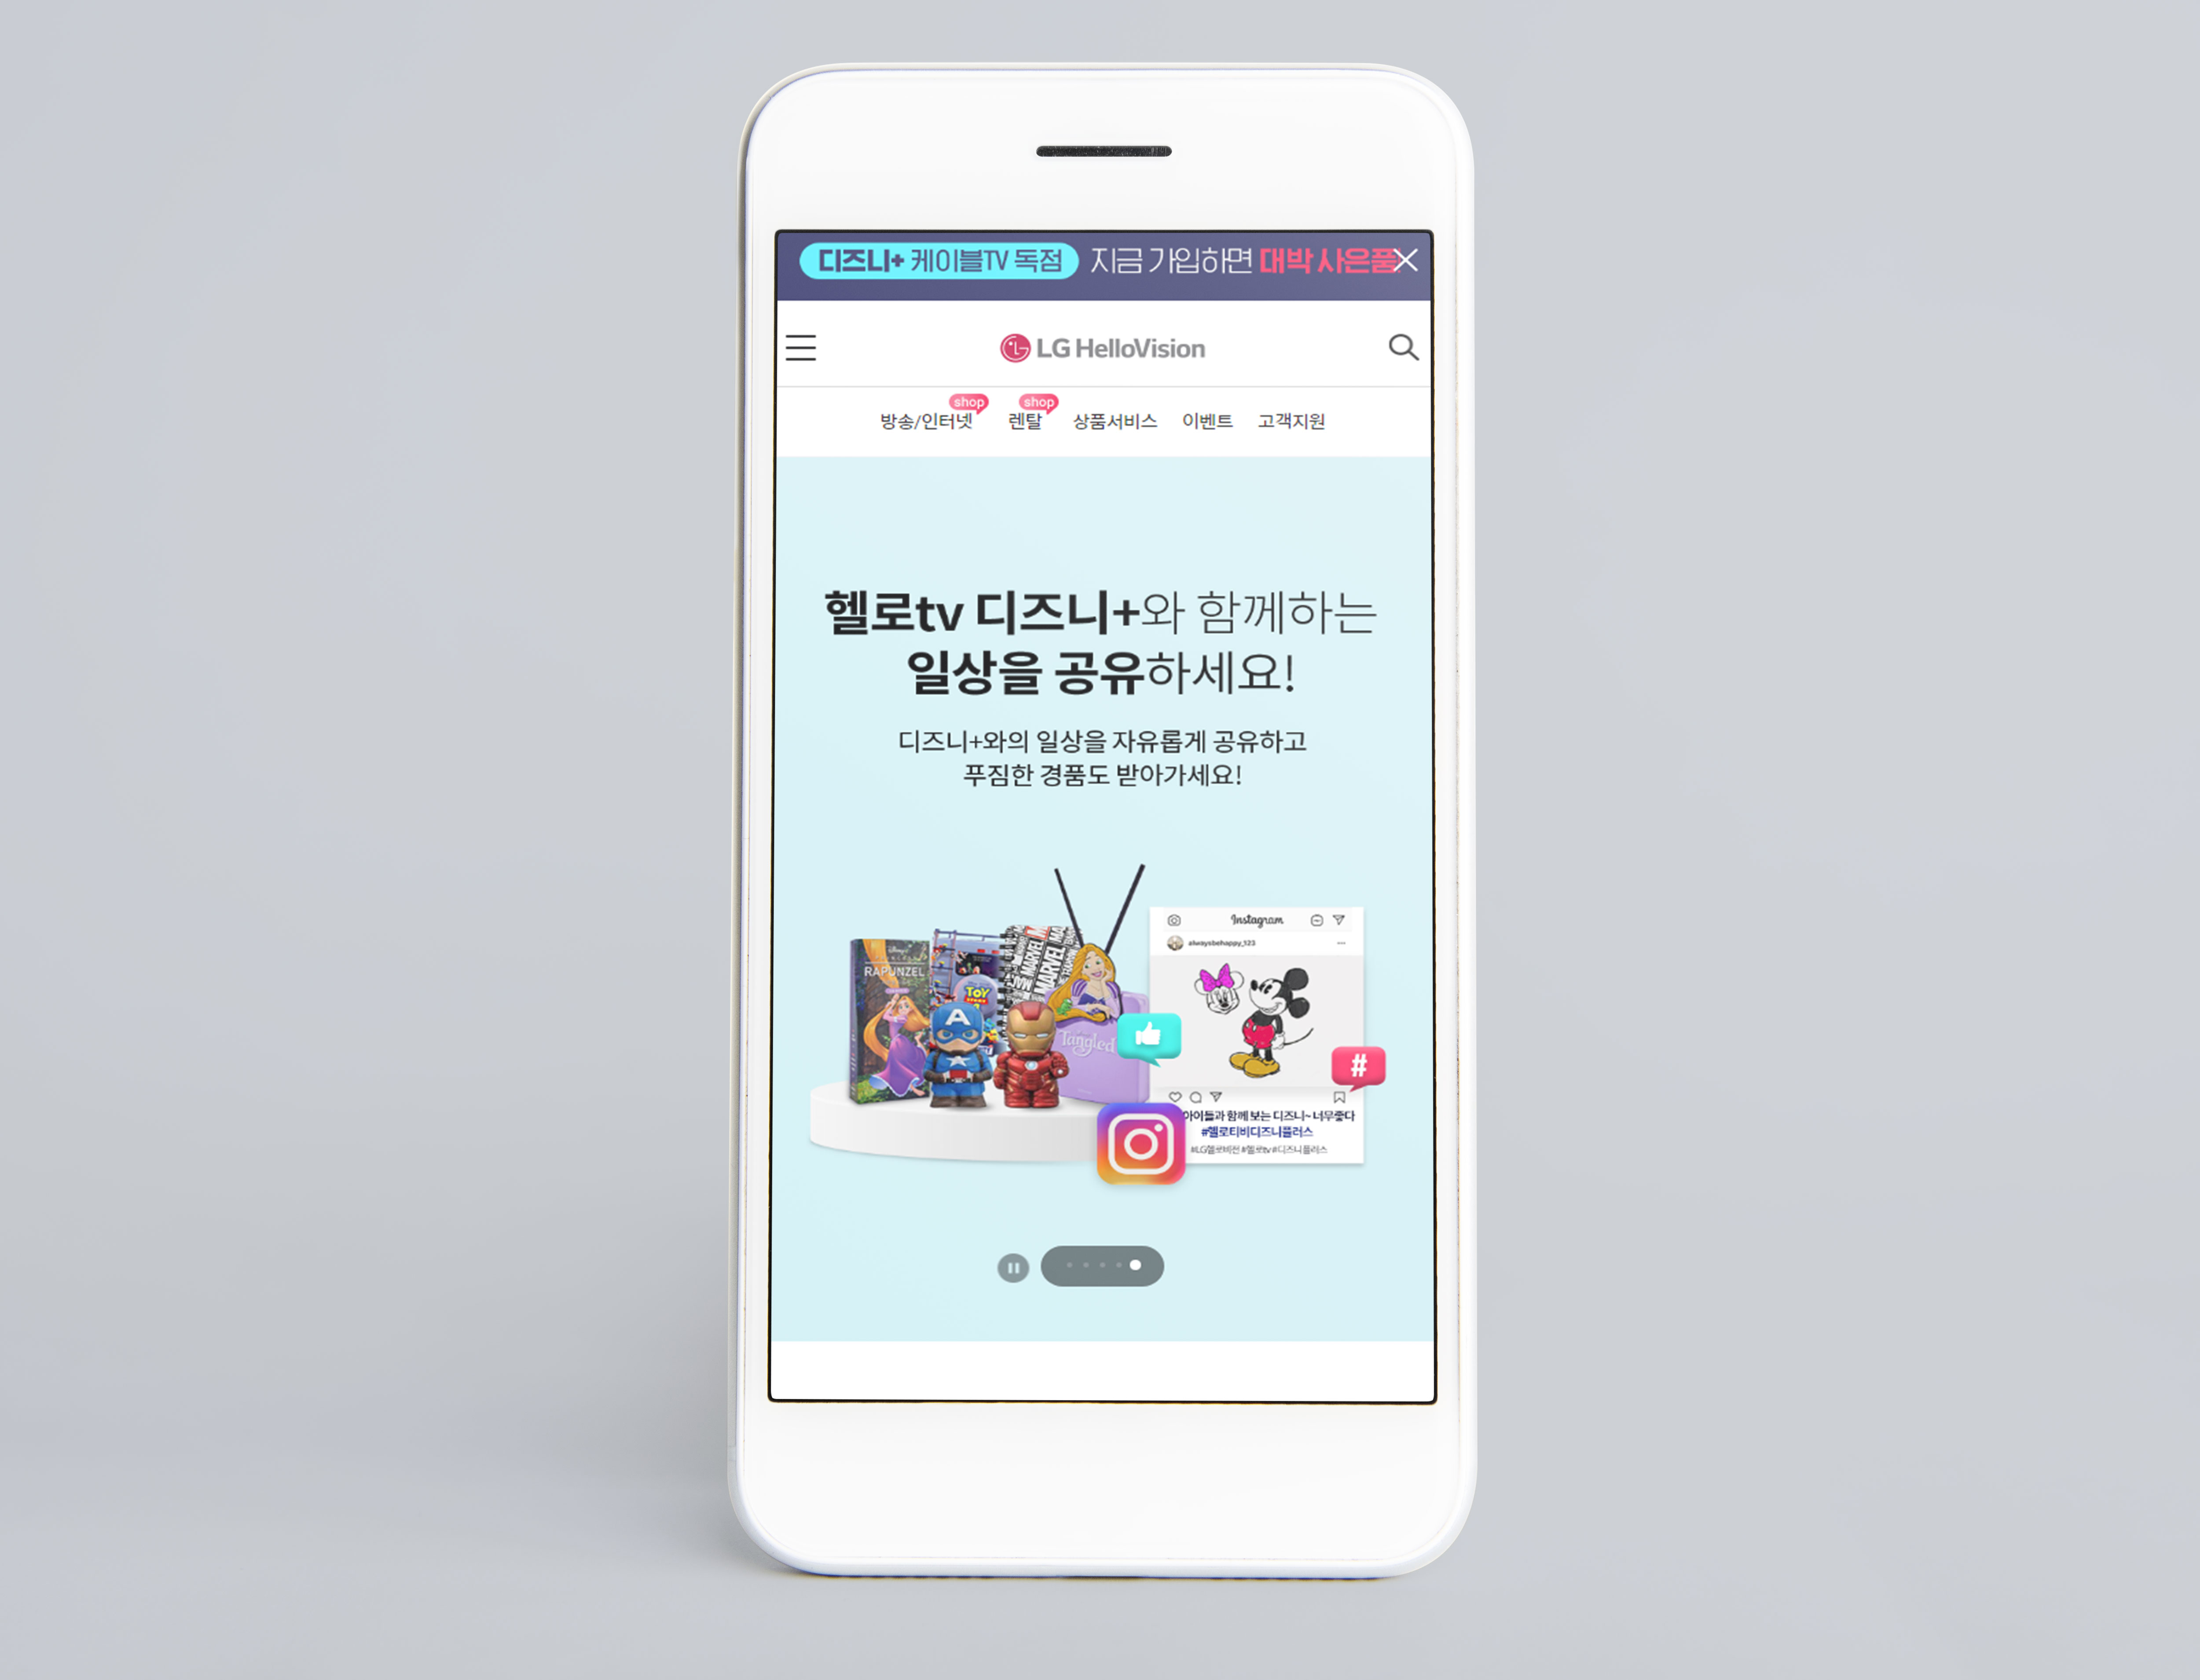 디즈니+ 케이블TV 독점 지금 가입하면 대박 사은품
LG HelloVision
shop shop
방송/인터넷 렌탈 상품서비스 이벤트 고객지원
헬로tv 디즈니+와 함께하는
일상을 공유하세요!
디즈니+와의 일상을 자유롭게 공유하고
푸짐한 경품도 받아가세요!
Instagram
alwaysbehappy_123
RAPUNZEL
TOY
MARVEL
A
Tangled
#
아이들과 함께 보는 디즈니~ 너무좋다
#헬로티비디즈니플러스
#LG헬로비전 #헬로tv #디즈니플러스